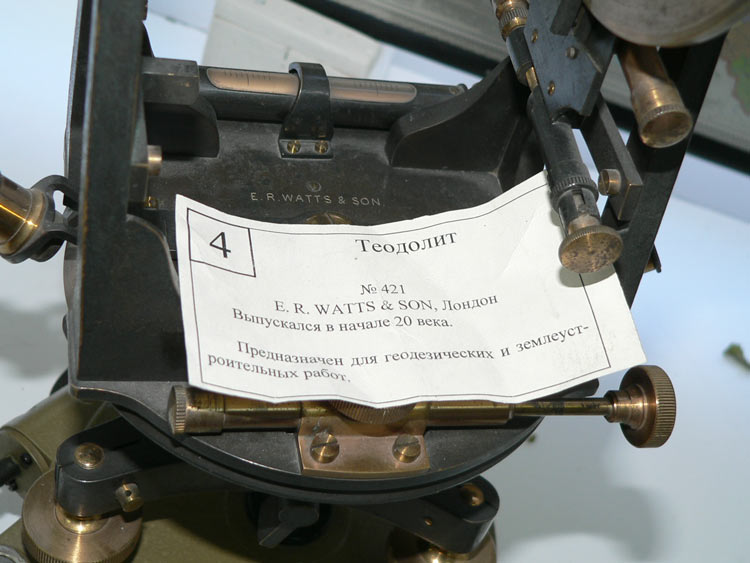 E.R.WATTS & SON.
4
Теодолит
№ 421
E. R. WATTS & SON, Лондон
Выпускался в начале 20 века.
Предназначен для геодезических и землеуст-
роительных работ.